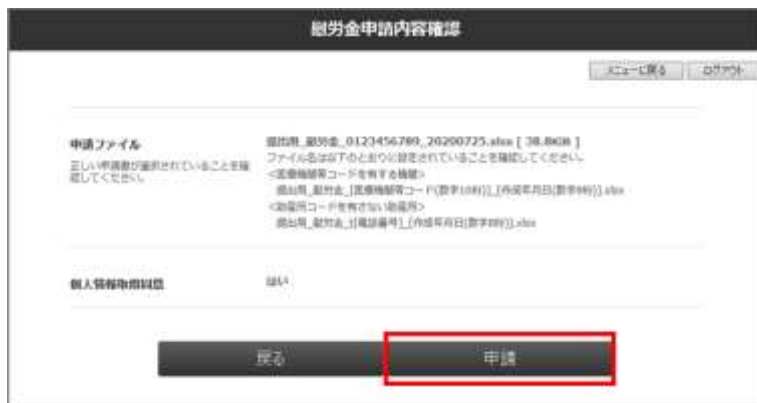 慰労金申請内容確認
メニューに戻る
ログアウト
申請ファイル
正しい申請書が選択されていることを確
認してください。
提出用_慰労金_0123456789_20200725.xlsx [ 38.8KiB ]
ファイル名は以下のとおりに設定されていることを確認してください。
<医療機関等コードを有する機関>
提出用_慰労金_[医療機関等コード(数字10桁)]_[作成年月日(数字8桁)].xlsx
<助産所コードを有さない助産所>
提出用_慰労金_t[電話番号]_[作成年月日(数字8桁)].xlsx
個人情報取得同意
はい
戻る
申請